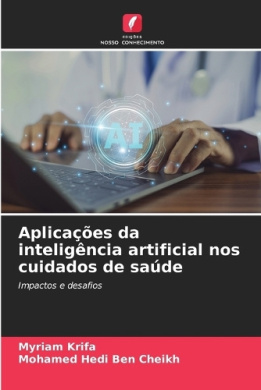 edições
NOSSO CONHECIMENTO
AI
Aplicações da
inteligência artificial nos
cuidados de saúde
Impactos e desafios
Myriam Krifa
Mohamed Hedi Ben Cheikh